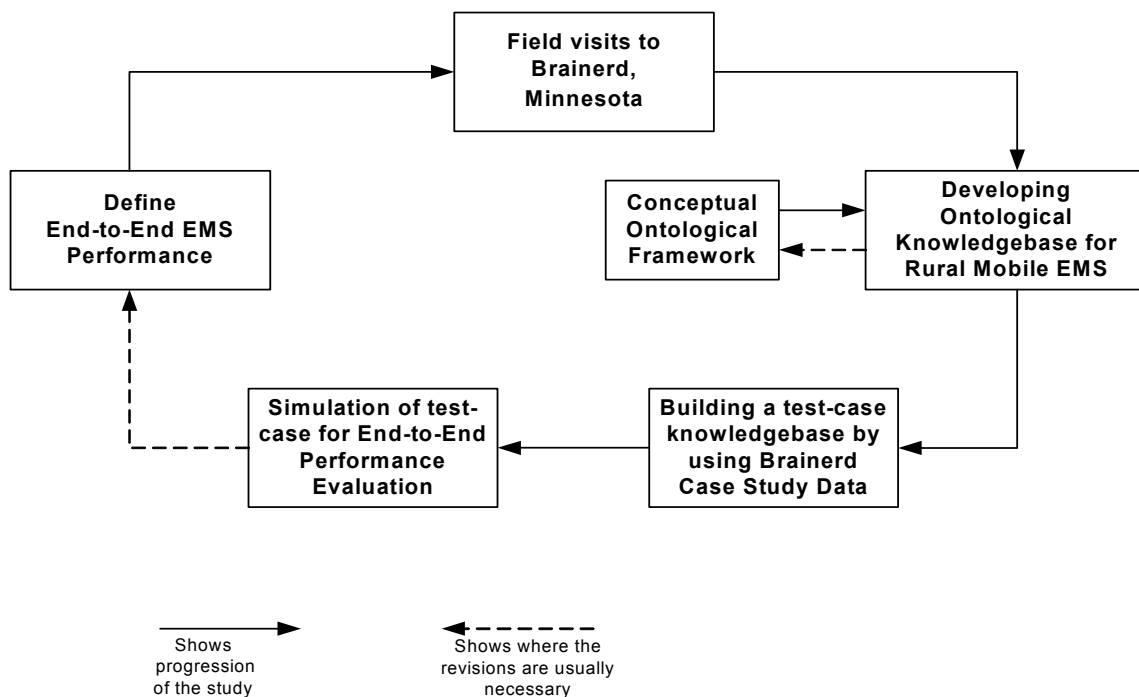 Field visits to
Brainerd,
Minnesota
Define
End-to-End EMS
Performance
Conceptual
Ontological
Framework
Developing
Ontological
Knowledgebase for
Rural Mobile EMS
Simulation of test-
case for End-to-End
Performance
Evaluation
Building a test-case
knowledgebase by
using Brainerd
Case Study Data
Shows
progression
of the study
Shows where the
revisions are usually
necessary